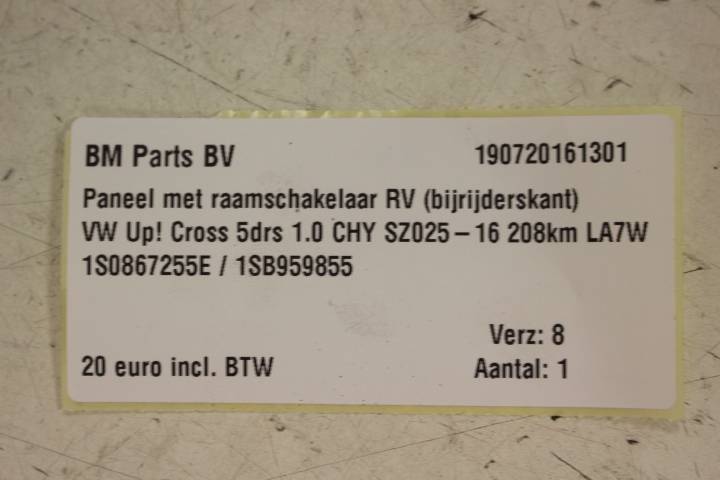 BM Parts BV 190720161301
Paneel met raamschakelaar RV (bijrijderskant)
VW Up! Cross 5drs 1.0 CHY SZ025 – 16 208km LA7W
1S0867255E / 1SB959855
Verz: 8
20 euro incl. BTW Aantal: 1